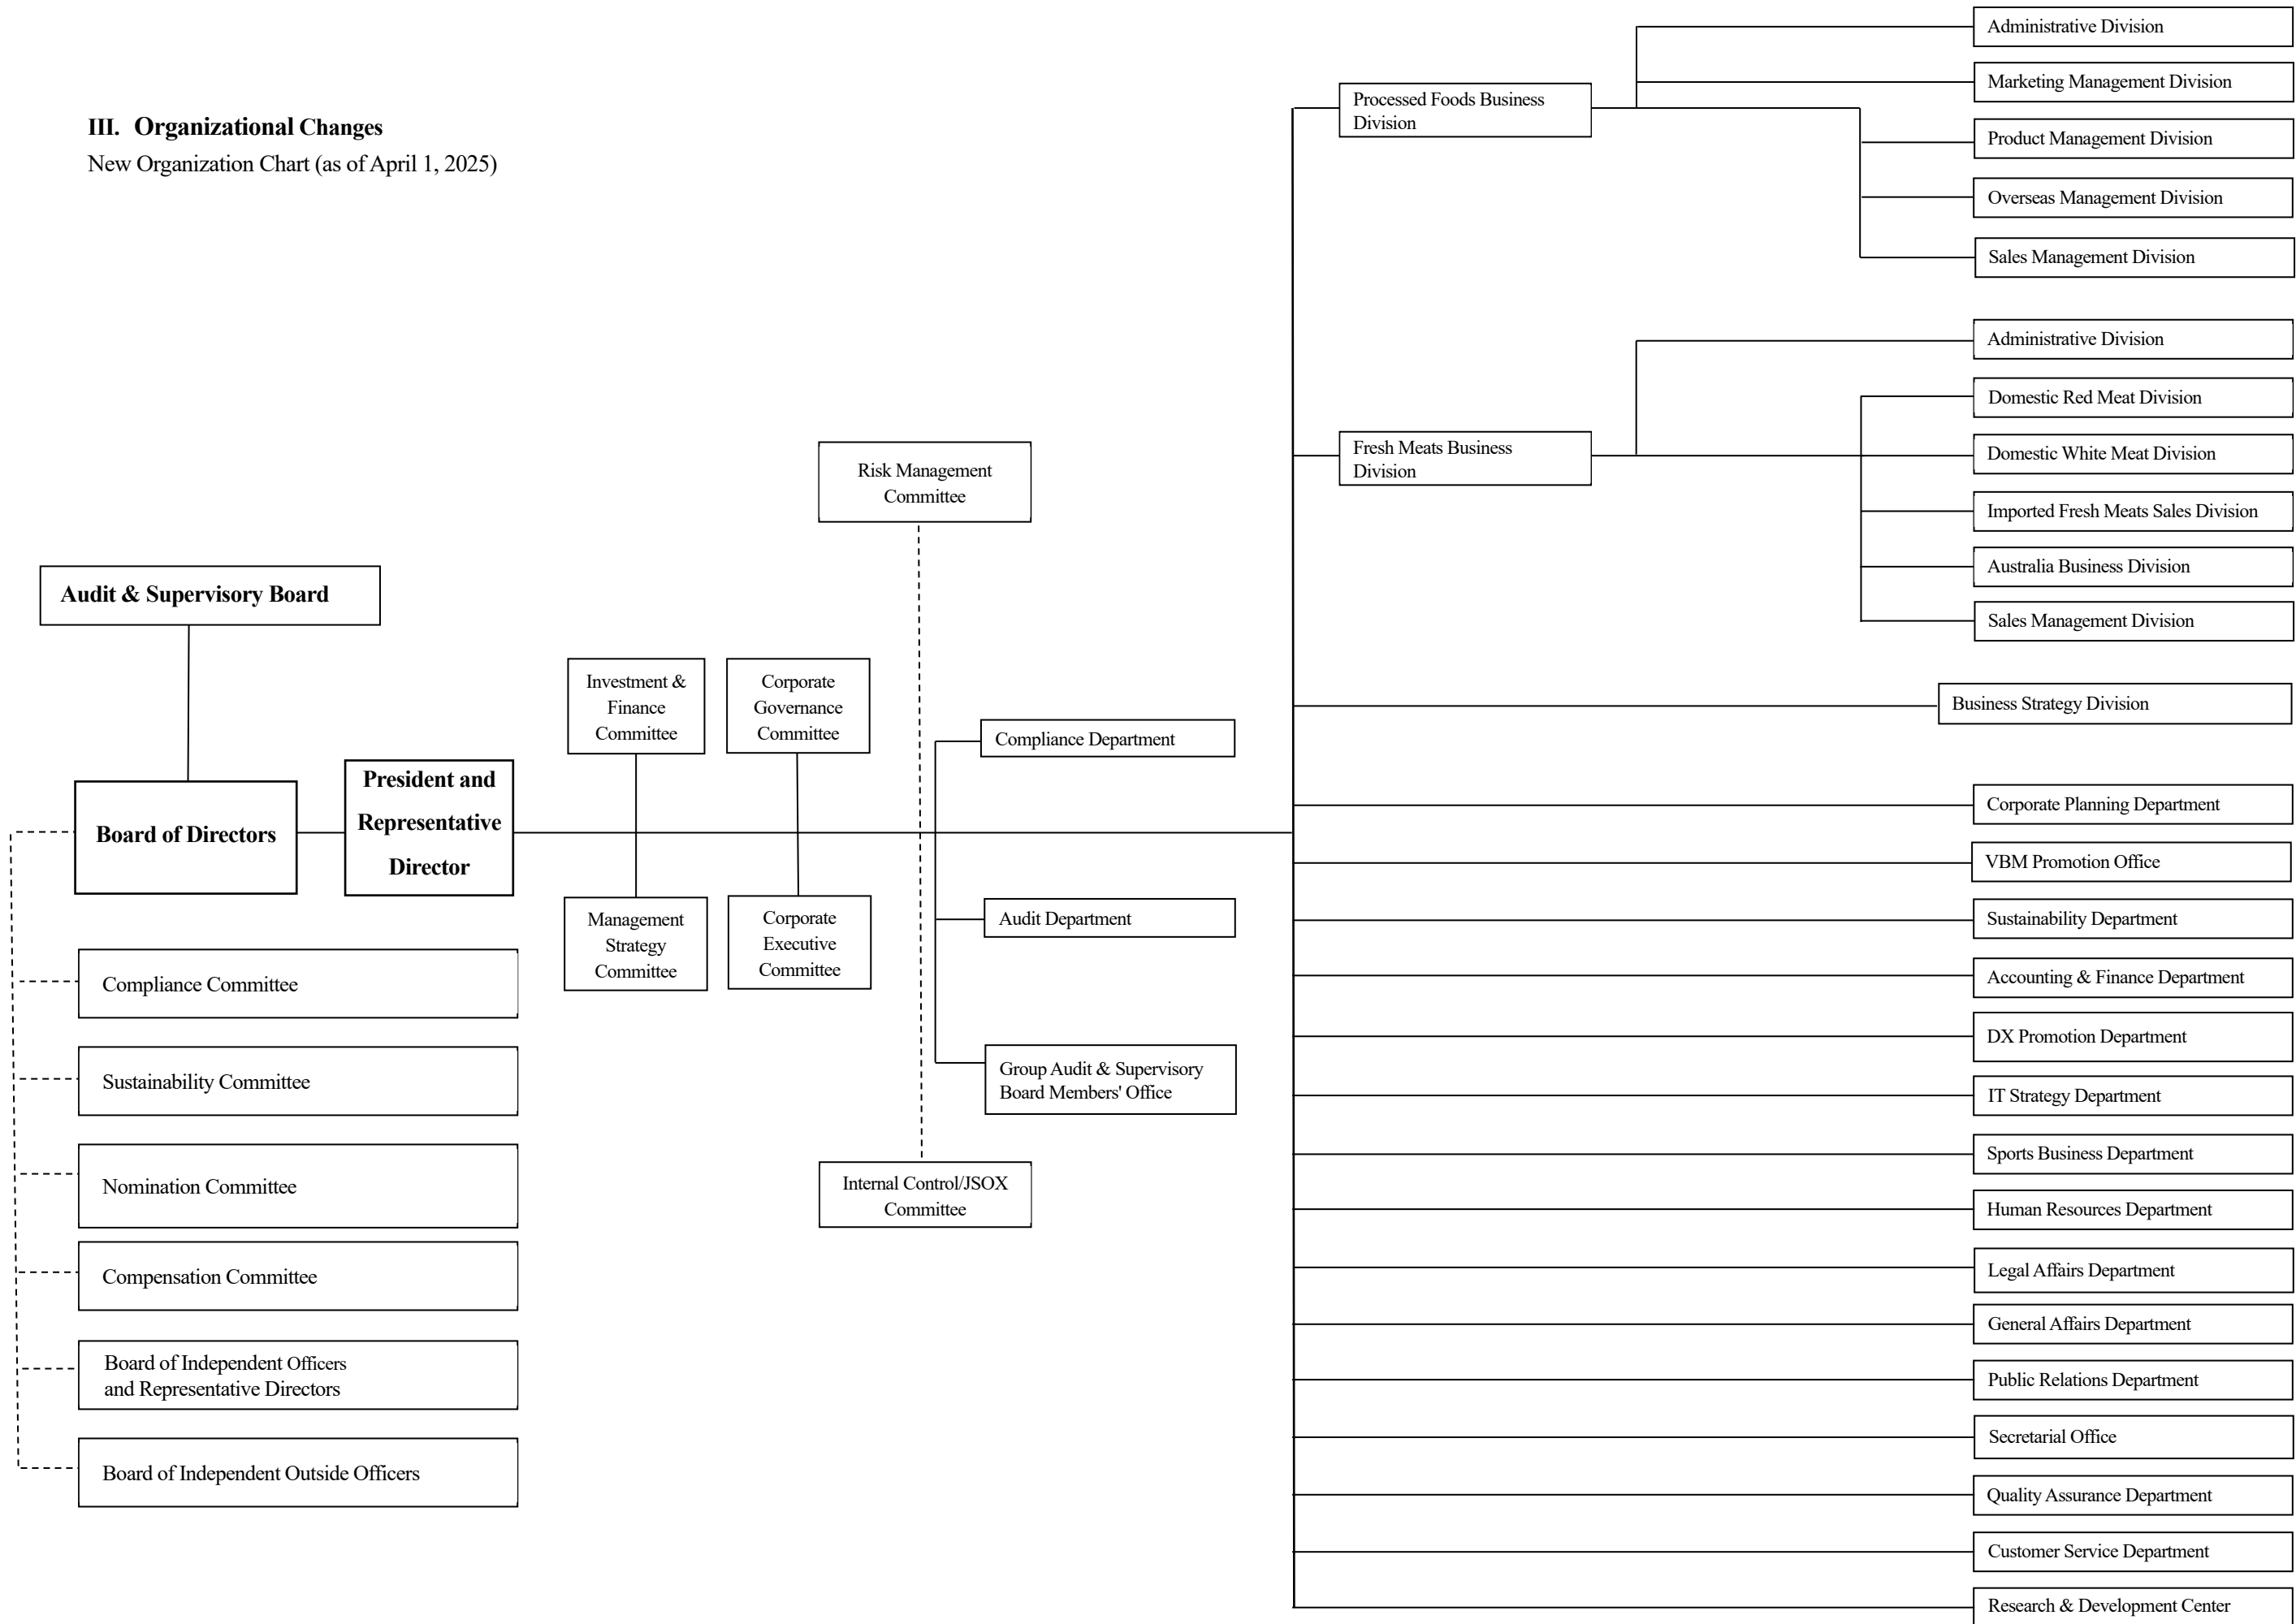 III. Organizational Changes
New Organization Chart (as of April 1, 2025)
Audit & Supervisory Board
Board of Directors
President and
Representative
Director
Compliance Committee
Sustainability Committee
Nomination Committee
Compensation Committee
Board of Independent Officers
and Representative Directors
Board of Independent Outside Officers
Investment &
Finance
Committee
Corporate
Governance
Committee
Management
Strategy
Committee
Corporate
Executive
Committee
Risk Management
Committee
Compliance Department
Audit Department
Group Audit & Supervisory
Board Members' Office
Internal Control/JSOX
Committee
Processed Foods Business
Division
Administrative Division
Marketing Management Division
Product Management Division
Overseas Management Division
Sales Management Division
Fresh Meats Business
Division
Administrative Division
Domestic Red Meat Division
Domestic White Meat Division
Imported Fresh Meats Sales Division
Australia Business Division
Sales Management Division
Business Strategy Division
Corporate Planning Department
VBM Promotion Office
Sustainability Department
Accounting & Finance Department
DX Promotion Department
IT Strategy Department
Sports Business Department
Human Resources Department
Legal Affairs Department
General Affairs Department
Public Relations Department
Secretarial Office
Quality Assurance Department
Customer Service Department
Research & Development Center